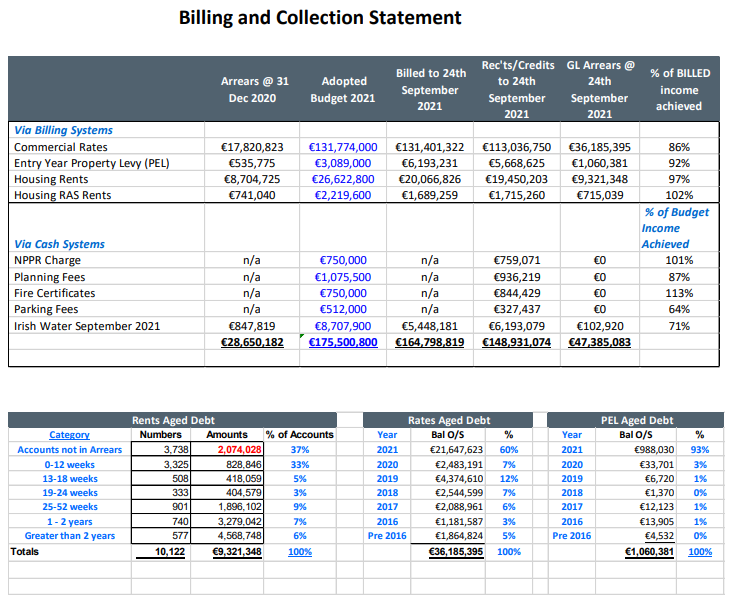 Billing and Collection Statement
Arrears @ 31 Dec 2020 Adopted Budget 2021 Billed to 24th September 2021 Rec'ts/Credits to 24th September 2021 GL Arrears @ 24th September 2021 % of BILLED income achieved
Via Billing Systems
Commercial Rates €17,820,823 €131,774,000 €131,401,322 €113,036,750 €36,185,395 86%
Entry Year Property Levy (PEL) €535,775 €3,089,000 €6,193,231 €5,668,625 €1,060,381 92%
Housing Rents €8,704,725 €26,622,800 €20,066,826 €19,450,203 €9,321,348 97%
Housing RAS Rents €741,040 €2,219,600 €1,689,259 €1,715,260 €715,039 102%
Via Cash Systems % of Budget Income Achieved
NPPR Charge n/a €750,000 n/a €759,071 €0 101%
Planning Fees n/a €1,075,500 n/a €936,219 €0 87%
Fire Certificates n/a €750,000 n/a €844,429 €0 113%
Parking Fees n/a €512,000 n/a €327,437 €0 64%
Irish Water September 2021 €847,819 €8,707,900 €5,448,181 €6,193,079 €102,920 71%
€28,650,182 €175,500,800 €164,798,819 €148,931,074 €47,385,083
Rents Aged Debt Rates Aged Debt PEL Aged Debt
Category Numbers Amounts % of Accounts Year Bal O/S % Year Bal O/S %
Accounts not in Arrears 3,738 2,074,028 37% 2021 €21,647,623 60% 2021 €988,030 93%
0-12 weeks 3,325 828,846 33% 2020 €2,483,191 7% 2020 €33,701 3%
13-18 weeks 508 418,059 5% 2019 €4,374,610 12% 2019 €6,720 1%
19-24 weeks 333 404,579 3% 2018 €2,544,599 7% 2018 €1,370 0%
25-52 weeks 901 1,896,102 9% 2017 €2,088,961 6% 2017 €12,123 1%
1 - 2 years 740 3,279,042 7% 2016 €1,181,587 3% 2016 €13,905 1%
Greater than 2 years 577 4,568,748 6% Pre 2016 €1,864,824 5% Pre 2016 €4,532 0%
Totals 10,122 €9,321,348 100% €36,185,395 100% €1,060,381 100%